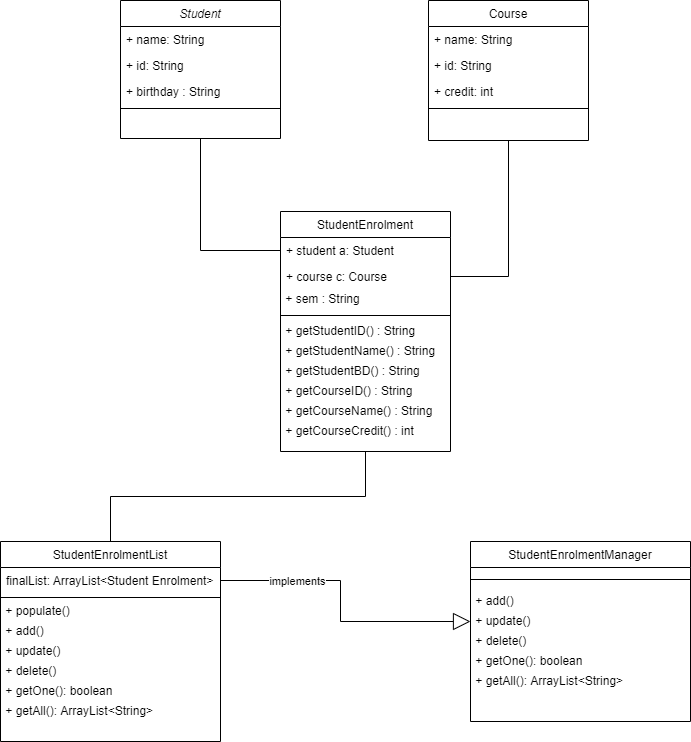 Student
+ name: String
+ id: String
+ birthday : String
Course
+ name: String
+ id: String
+ credit: int
StudentEnrolment
+ student a: Student
+ course c: Course
+ sem : String
+ getStudentID() : String
+ getStudentName() : String
+ getStudentBD() : String
+ getCourseID() : String
+ getCourseName() : String
+ getCourseCredit() : int
StudentEnrolmentList
finalList: ArrayList<Student Enrolment>
+ populate()
+ add()
+ update()
+ delete()
+ getOne(): boolean
+ getAll(): ArrayList<String>
implements
StudentEnrolmentManager
+ add()
+ update()
+ delete()
+ getOne(): boolean
+ getAll(): ArrayList<String>